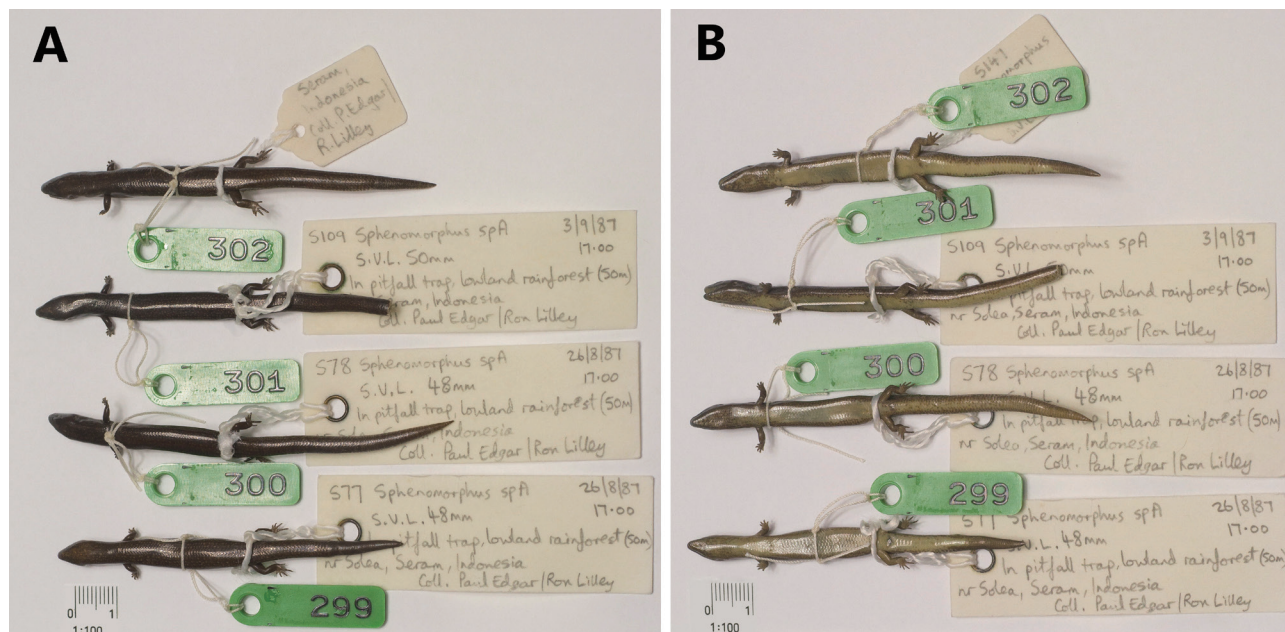 A
Seram,
Indonesia
Coll P. Edgar/
R. Lilley
302
S109 Sphenomorphus spA 3/9/87
S.V.L. 50mm 17.00
In pitfall trap, lowland rainforest (50m)
Seram, Indonesia
Coll. Paul Edgar/Ron Lilley
301
S78 Sphenomorphus spA 26/8/87
S.V.L. 48mm 17.00
In pitfall trap, lowland rainforest (50m)
nr Solea, Seram, Indonesia
Coll. Paul Edgar/Ron Lilley
300
S77 Sphenomorphus spA 26/8/87
S.V.L. 48mm 17.00
pitfall trap, lowland rainforest (50m)
nr Solea, Seram, Indonesia
Coll. Paul Edgar/Ron Lilley
299
0 1
1:100
B
S147
omorphus
302
301
S109 Sphenomorphus spA 3/9/87
S.V.L. 50mm 17.00
pitfall trap, lowland rainforest (50m)
nr Solea, Seram, Indonesia
Coll. Paul Edgar/Ron Lilley
300
S78 Sphenomorphus spA 26/8/87
48mm 17.00
In pitfall trap, lowland rainforest (50m)
nr Solea, Seram, Indonesia
Coll. Paul Edgar/Ron Lilley
299
S77 Sphenomorphus spA 26/8/87
48mm 17.00
In pitfall trap, lowland rainforest (50m)
nr Solea, Seram, Indonesia
Coll. Paul Edgar/Ron Lilley
0 1
1:100